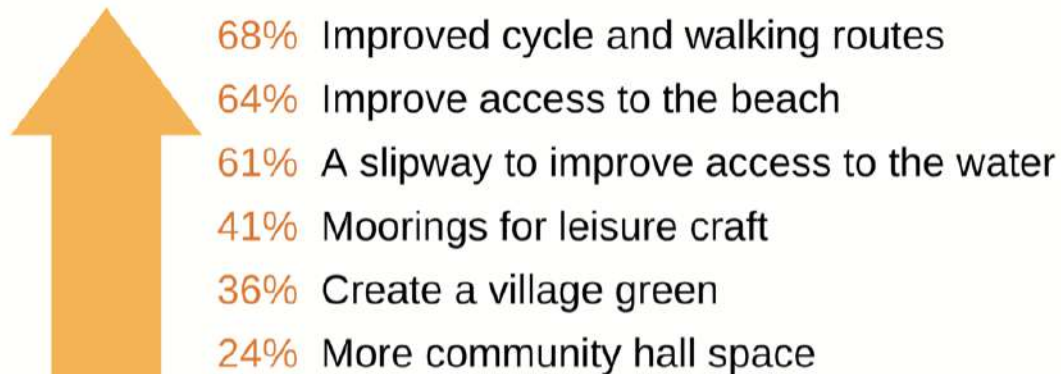 68% Improved cycle and walking routes
64% Improve access to the beach
61% A slipway to improve access to the water
41% Moorings for leisure craft
36% Create a village green
24% More community hall space